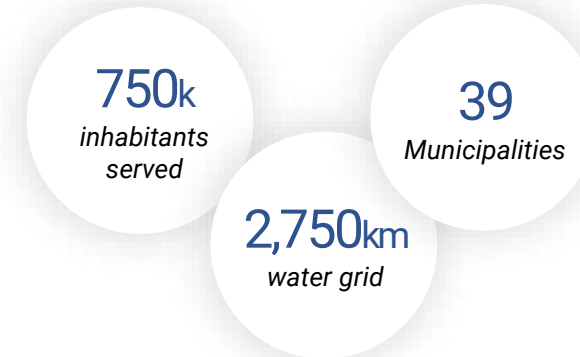 750k
inhabitants
served
39
Municipalities
2,750km
water grid